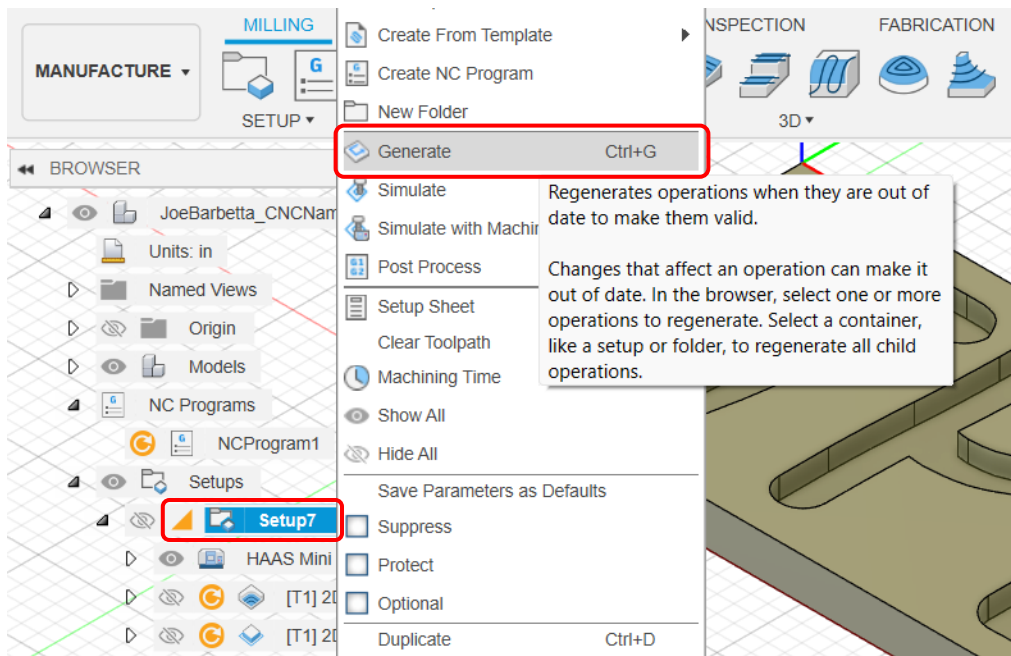 MILLING
NSPECTION
FABRICATION
MANUFACTURE
G
SETUP
3D
Create From Template
G
Create NC Program
New Folder
Generate Ctrl+G
Simulate
Simulate with Machin
G1
G2
Post Process
Setup Sheet
Clear Toolpath
Machining Time
Show All
Hide All
Save Parameters as Defaults
Suppress
Protect
Optional
Duplicate Ctrl+D
Regenerates operations when they are out of
date to make them valid.
Changes that affect an operation can make it
out of date. In the browser, select one or more
operations to regenerate. Select a container,
like a setup or folder, to regenerate all child
operations.
BROWSER
JoeBarbetta_CNCNam
Units: in
Named Views
Origin
Models
G
NC Programs
G
NCProgram1
Setups
Setup7
HAAS Mini
[T1] 2D
[T1] 2D